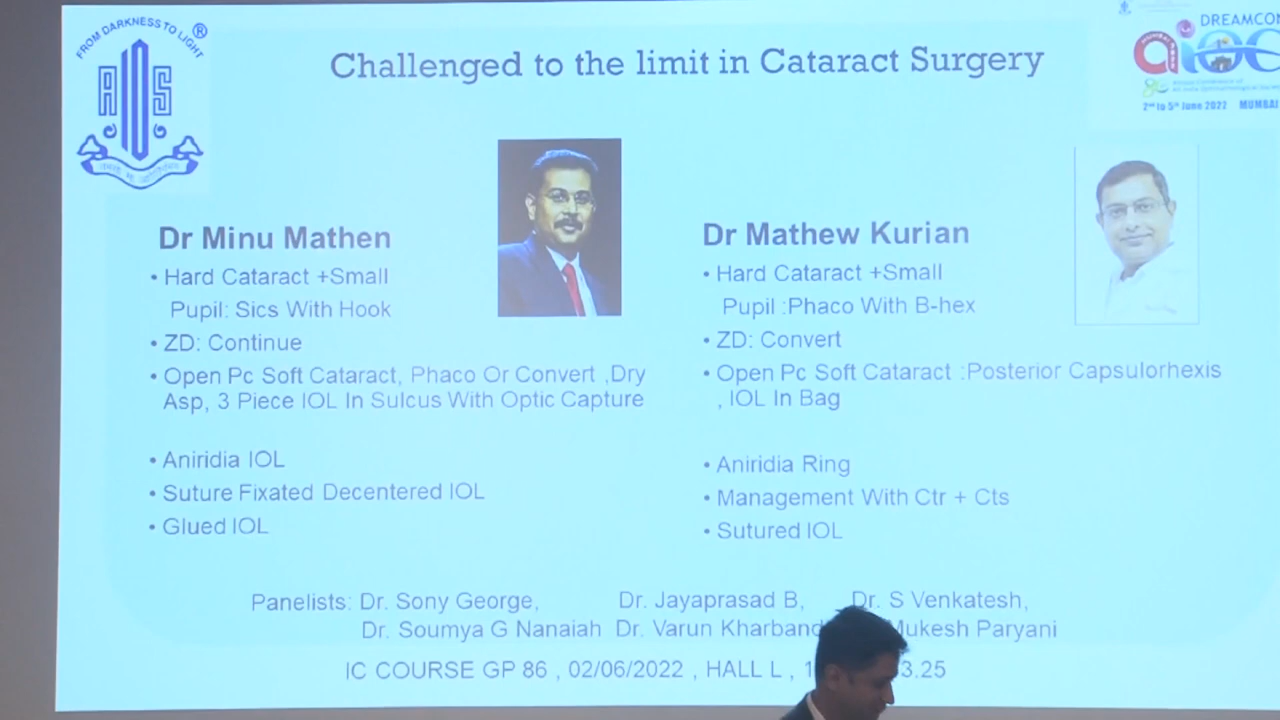 FROM DARKNESS TO LIGHT ®
AIOS
DREAMCON
aioc
2nd to 5th June 2022 MUMBAI
Challenged to the limit in Cataract Surgery
Dr Minu Mathen
• Hard Cataract +Small
Pupil: Sics With Hook
• ZD: Continue
• Open Pc Soft Cataract, Phaco Or Convert ,Dry
Asp, 3 Piece IOL In Sulcus With Optic Capture
• Aniridia IOL
• Suture Fixated Decentered IOL
• Glued IOL
Dr Mathew Kurian
• Hard Cataract +Small
Pupil :Phaco With B-hex
• ZD: Convert
• Open Pc Soft Cataract :Posterior Capsulorhexis
, IOL In Bag
• Aniridia Ring
• Management With Ctr + Cts
• Sutured IOL
Panelists: Dr. Sony George, Dr. Jayaprasad B, Dr. S Venkatesh,
Dr. Soumya G Nanaiah Dr. Varun Kharband Mukesh Paryani
IC COURSE GP 86 , 02/06/2022 , HALL L , 1 3.25